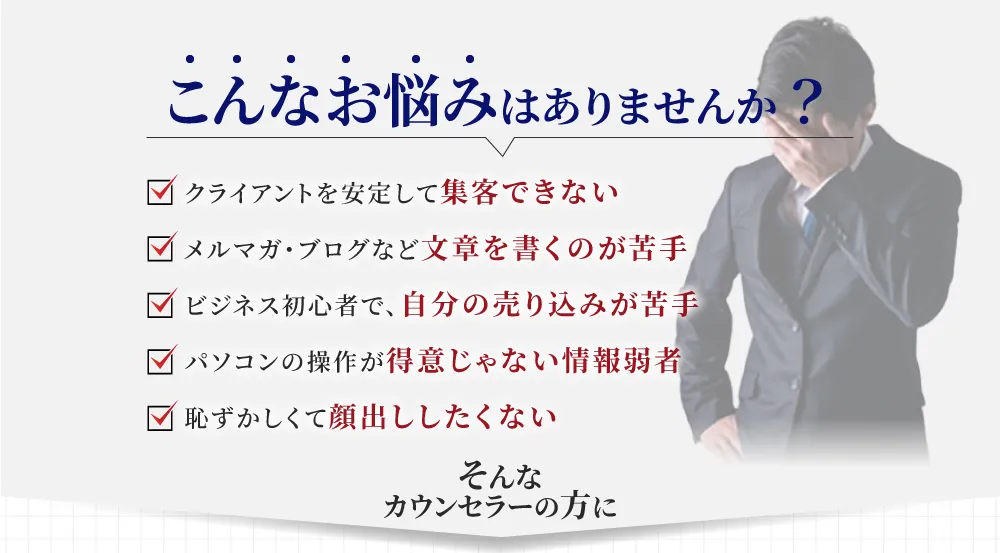 こんなお悩みはありませんか？
クライアントを安定して集客できない
メルマガ・ブログなど文章を書くのが苦手
ビジネス初心者で、自分の売り込みが苦手
パソコンの操作が得意じゃない情報弱者
恥ずかしくて顔出ししたくない
そんな
カウンセラーの方に